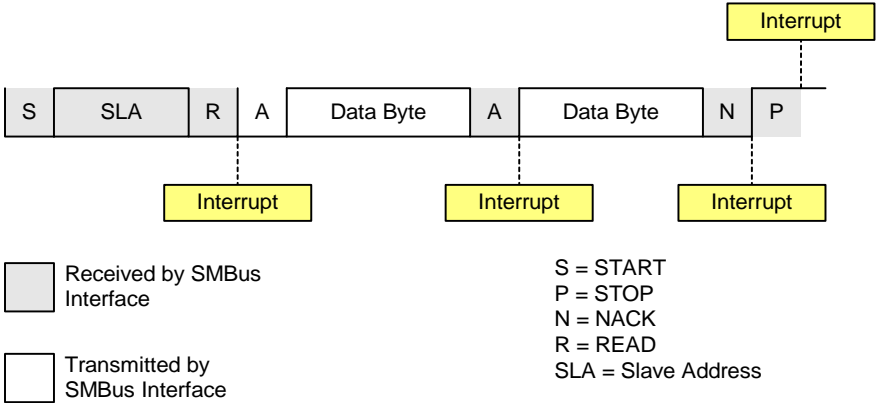 Interrupt
S SLA R A Data Byte A Data Byte N P
Interrupt Interrupt Interrupt
Received by SMBus
Interface
Transmitted by
SMBus Interface
S = START
P = STOP
N = NACK
R = READ
SLA = Slave Address